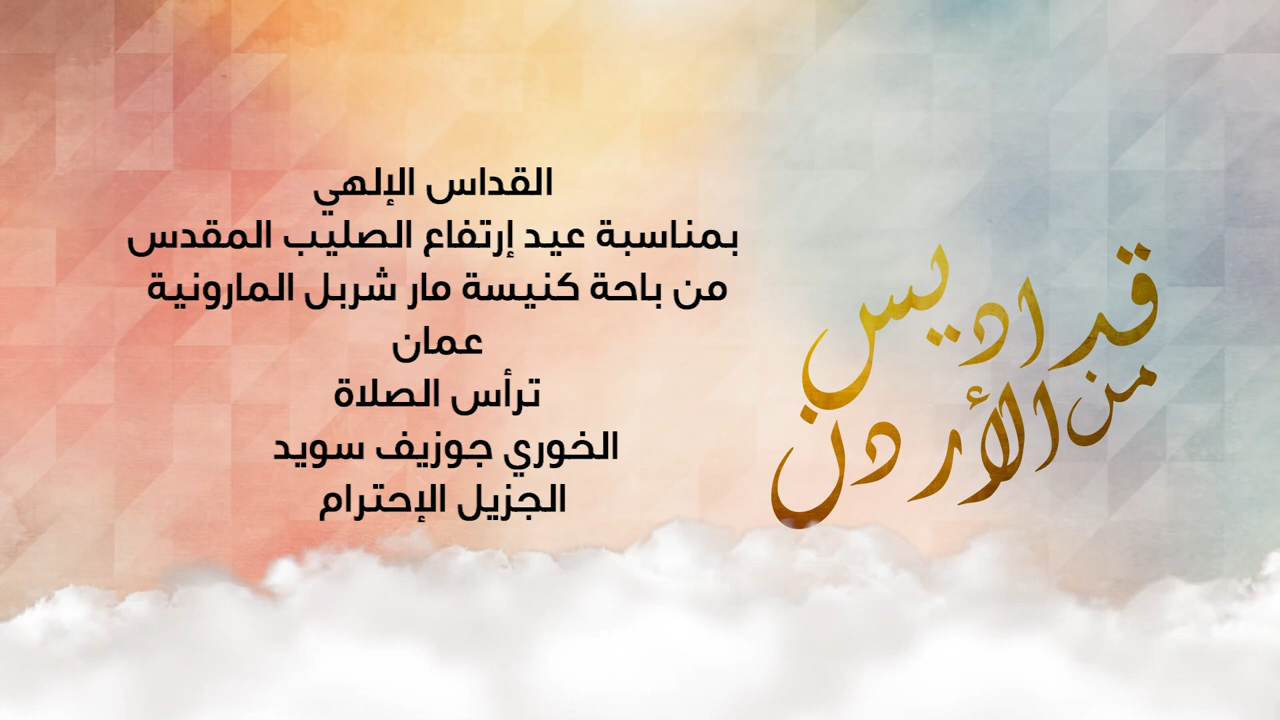 القداس الإلهي
بمناسبة عيد إرتفاع الصليب المقدس
من باحة كنيسة مار شربل المارونية
عمان
ترأس الصلاة
الخوري جوزيف سويد
الجزيل الإحترام
قداديس
من الأردن